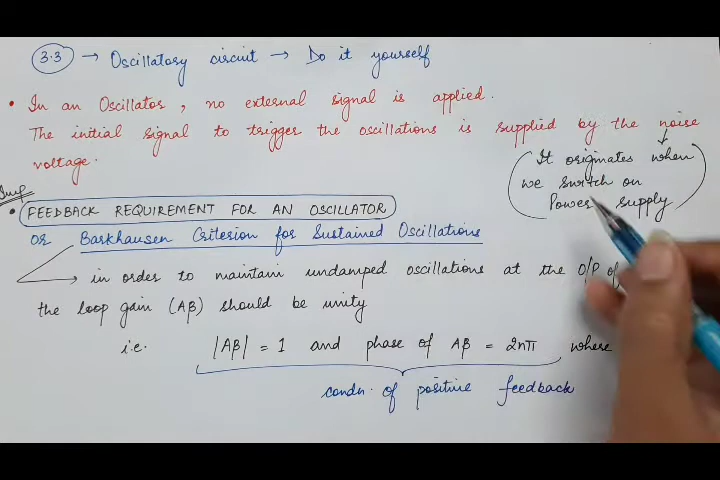 3.3 → Oscillatory circuit → Do it yourself
• In an Oscillator, no external signal is applied.
The initial signal to trigger the oscillations is supplied by the noise
voltage.
(It originates when
we switch on
Power supply)
Imp
• FEEDBACK REQUIREMENT FOR AN OSCILLATOR
or Barkhausen Criterion for Sustained Oscillations
→ in order to maintain undamped oscillations at the O/P of
the loop gain (Aβ) should be unity
i.e. |Aβ| = 1 and phase of Aβ = 2nπ where
condn. of positive feedback